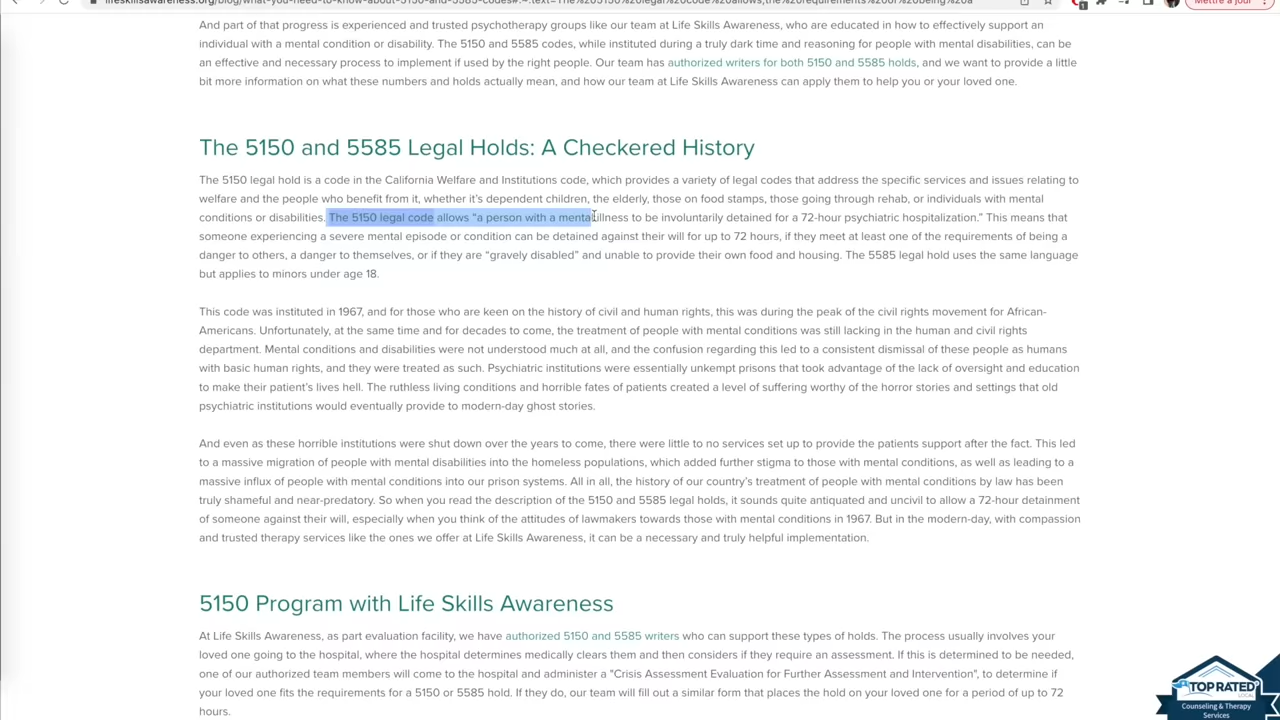 lifeskillsawareness.org/blog/what-you-need-to-know-about-5150-and-5585-codes#:~:text=The%205150%20legal%20code%20allows,the%20requirements%20of%20being%20a
Mettre à jour
And part of that progress is experienced and trusted psychotherapy groups like our team at Life Skills Awareness, who are educated in how to effectively support an
individual with a mental condition or disability. The 5150 and 5585 codes, while instituted during a truly dark time and reasoning for people with mental disabilities, can be
an effective and necessary process to implement if used by the right people. Our team has authorized writers for both 5150 and 5585 holds, and we want to provide a little
bit more information on what these numbers and holds actually mean, and how our team at Life Skills Awareness can apply them to help you or your loved one.
The 5150 and 5585 Legal Holds: A Checkered History
The 5150 legal hold is a code in the California Welfare and Institutions code, which provides a variety of legal codes that address the specific services and issues relating to
welfare and the people who benefit from it, whether it's dependent children, the elderly, those on food stamps, those going through rehab, or individuals with mental
conditions or disabilities. The 5150 legal code allows “a person with a mental illness to be involuntarily detained for a 72-hour psychiatric hospitalization.” This means that
someone experiencing a severe mental episode or condition can be detained against their will for up to 72 hours, if they meet at least one of the requirements of being a
danger to others, a danger to themselves, or if they are “gravely disabled” and unable to provide their own food and housing. The 5585 legal hold uses the same language
but applies to minors under age 18.
This code was instituted in 1967, and for those who are keen on the history of civil and human rights, this was during the peak of the civil rights movement for African-
Americans. Unfortunately, at the same time and for decades to come, the treatment of people with mental conditions was still lacking in the human and civil rights
department. Mental conditions and disabilities were not understood much at all, and the confusion regarding this led to a consistent dismissal of these people as humans
with basic human rights, and they were treated as such. Psychiatric institutions were essentially unkempt prisons that took advantage of the lack of oversight and education
to make their patient's lives hell. The ruthless living conditions and horrible fates of patients created a level of suffering worthy of the horror stories and settings that old
psychiatric institutions would eventually provide to modern-day ghost stories.
And even as these horrible institutions were shut down over the years to come, there were little to no services set up to provide the patients support after the fact. This led
to a massive migration of people with mental disabilities into the homeless populations, which added further stigma to those with mental conditions, as well as leading to a
massive influx of people with mental conditions into our prison systems. All in all, the history of our country's treatment of people with mental conditions by law has been
truly shameful and near-predatory. So when you read the description of the 5150 and 5585 legal holds, it sounds quite antiquated and uncivil to allow a 72-hour detainment
of someone against their will, especially when you think of the attitudes of lawmakers towards those with mental conditions in 1967. But in the modern-day, with compassion
and trusted therapy services like the ones we offer at Life Skills Awareness, it can be a necessary and truly helpful implementation.
5150 Program with Life Skills Awareness
At Life Skills Awareness, as part evaluation facility, we have authorized 5150 and 5585 writers who can support these types of holds. The process usually involves your
loved one going to the hospital, where the hospital determines medically clears them and then considers if they require an assessment. If this is determined to be needed,
one of our authorized team members will come to the hospital and administer a "Crisis Assessment Evaluation for Further Assessment and Intervention", to determine if
your loved one fits the requirements for a 5150 or 5585 hold. If they do, our team will fill out a similar form that places the hold on your loved one for a period of up to 72
hours.
TOP RATED
LOCAL
Counseling & Therapy
Services